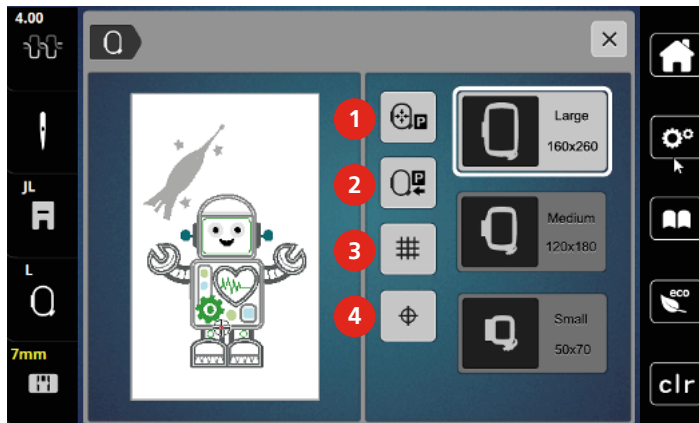 4.00
JL
L
7mm
1
2
3
4
P
P
Large
160x260
Medium
120x180
Small
50x70
eco
clr